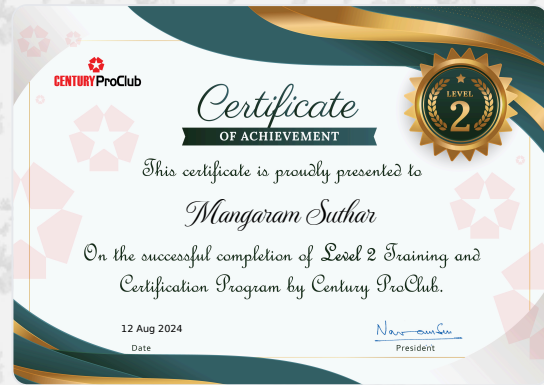 CENTURY ProClub
LEVEL
2
Certificate
OF ACHIEVEMENT
This certificate is proudly presented to
Mangaram Suthar
On the successful completion of Level 2 Training and
Certification Program by Century ProClub.
12 Aug 2024
Date
President